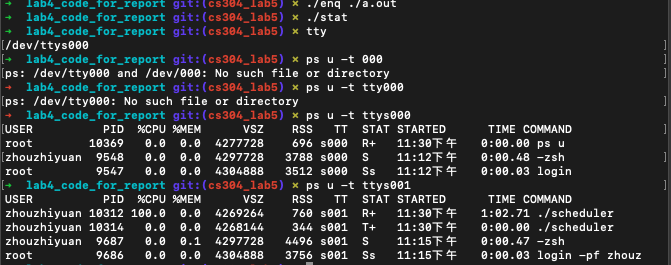 → lab4_code_for_report git:(cs304_lab5) × ./enq ./a.out
→ lab4_code_for_report git:(cs304_lab5) × ./stat
→ lab4_code_for_report git:(cs304_lab5) × tty
/dev/ttys000
→ lab4_code_for_report git:(cs304_lab5) × ps u -t 000
ps: /dev/tty000 and /dev/000: No such file or directory
→ lab4_code_for_report git:(cs304_lab5) × ps u -t tty000
ps: /dev/tty000: No such file or directory
→ lab4_code_for_report git:(cs304_lab5) × ps u -t ttys000
USER PID %CPU %MEM VSZ RSS TT STAT STARTED TIME COMMAND
root 10369 0.0 0.0 4277728 696 s000 R+ 11:30下午 0:00.00 ps u
zhouzhiyuan 9548 0.0 0.0 4297728 3788 s000 S 11:12下午 0:00.48 -zsh
root 9547 0.0 0.0 4304888 3512 s000 Ss 11:12下午 0:00.03 login
→ lab4_code_for_report git:(cs304_lab5) × ps u -t ttys001
USER PID %CPU %MEM VSZ RSS TT STAT STARTED TIME COMMAND
zhouzhiyuan 10312 100.0 0.0 4269264 760 s001 R+ 11:30下午 1:02.71 ./scheduler
zhouzhiyuan 10314 0.0 0.0 4268144 344 s001 T+ 11:30下午 0:00.00 ./scheduler
zhouzhiyuan 9687 0.0 0.1 4297728 4496 s001 S 11:15下午 0:00.47 -zsh
root 9686 0.0 0.0 4304888 3756 s001 Ss 11:15下午 0:00.03 login -pf zhouz